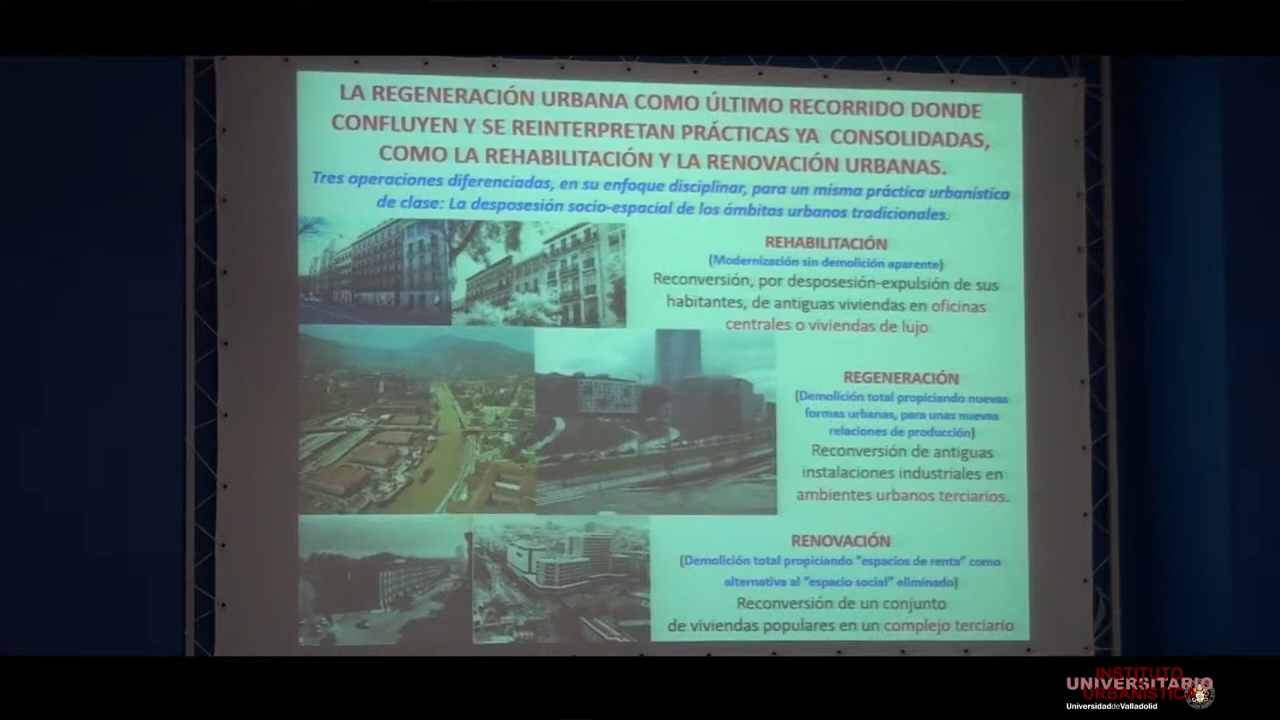 LA REGENERACIÓN URBANA COMO ÚLTIMO RECORRIDO DONDE
CONFLUYEN Y SE REINTERPRETAN PRÁCTICAS YA CONSOLIDADAS,
COMO LA REHABILITACIÓN Y LA RENOVACIÓN URBANAS.
Tres operaciones diferenciadas, en su enfoque disciplinar, para un misma práctica urbanística
de clase: La desposesión socio-espacial de los ámbitos urbanos tradicionales.
REHABILITACIÓN
(Modernización sin demolición aparente)
Reconversión, por desposesión-expulsión de sus
habitantes, de antiguas viviendas en oficinas
centrales o viviendas de lujo
REGENERACIÓN
(Demolición total propiciando nuevas
formas urbanas, para unas nuevas
relaciones de producción)
Reconversión de antiguas
instalaciones industriales en
ambientes urbanos terciarios.
RENOVACIÓN
(Demolición total propiciando "espacios de renta" como
alternativa al "espacio social" eliminado)
Reconversión de un conjunto
de viviendas populares en un complejo terciario
INSTITUTO
UNIVERSITARIO
URBANÍSTICA
UniversidaddeValladolid